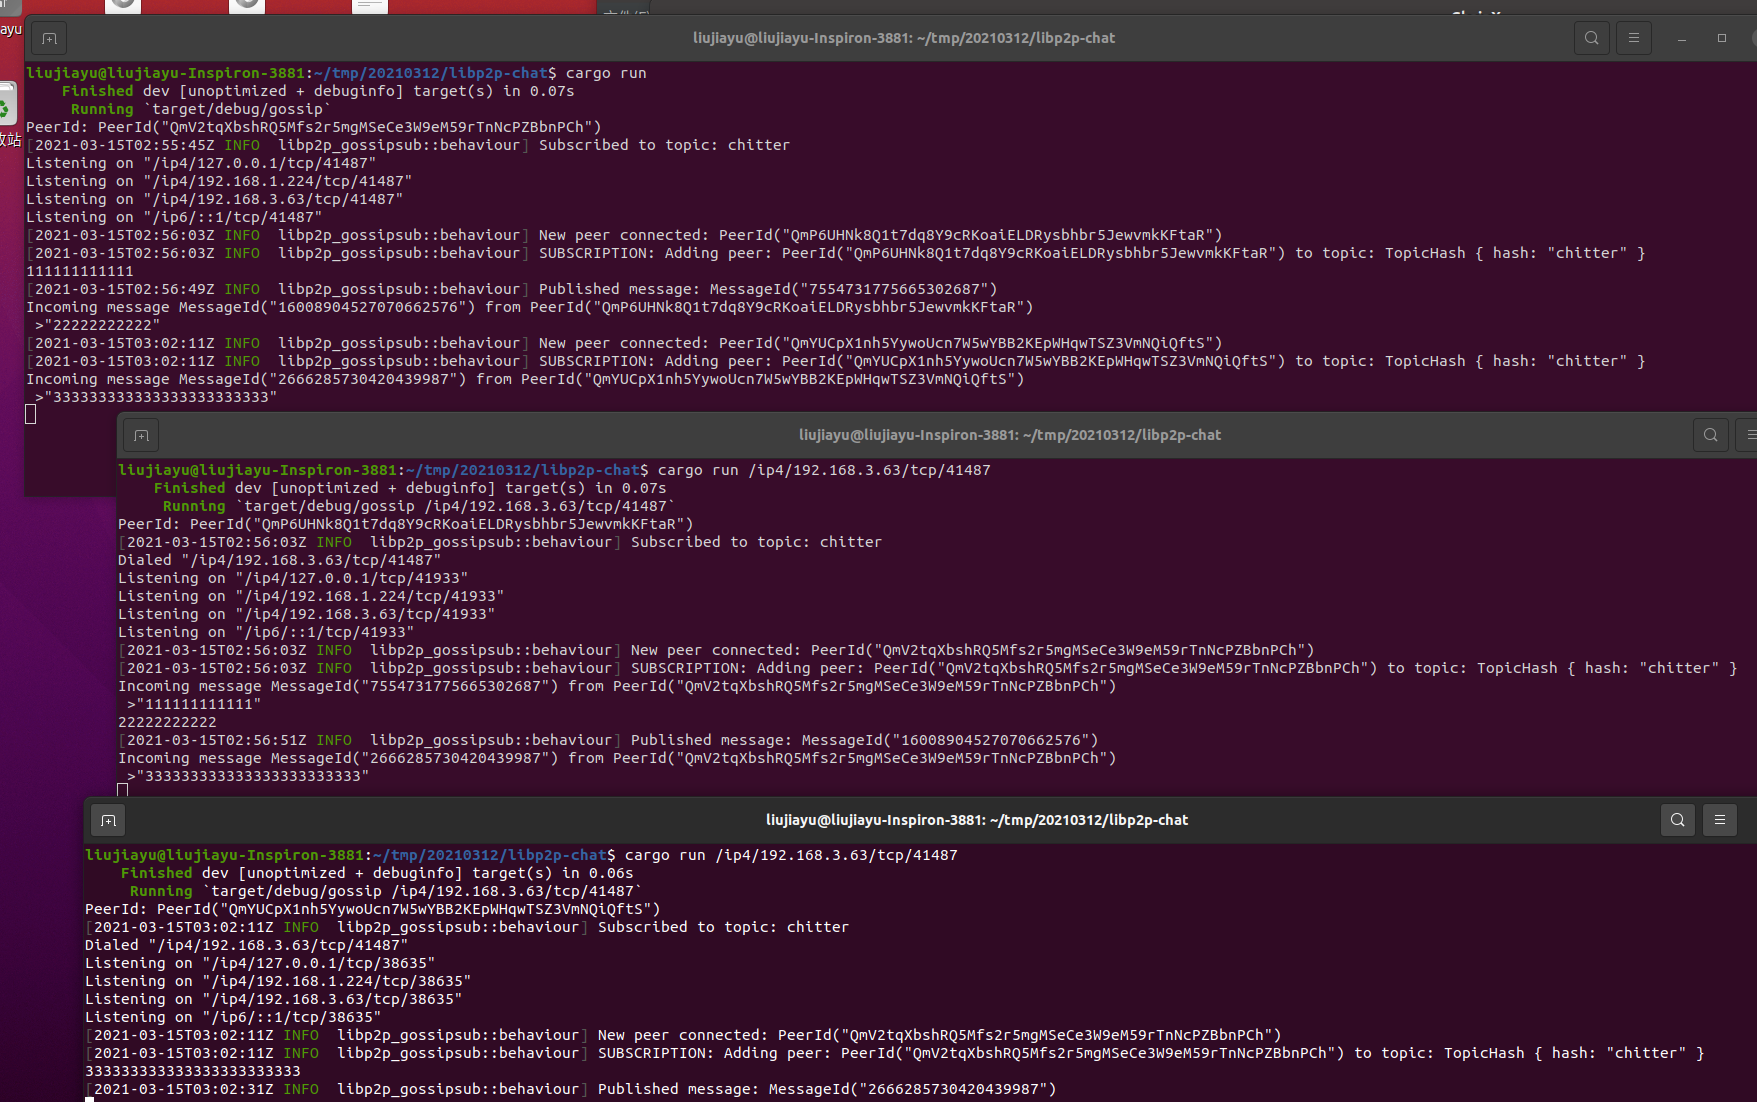 liujiayu@liujiayu-Inspiron-3881: ~/tmp/20210312/libp2p-chat
liujiayu@liujiayu-Inspiron-3881:~/tmp/20210312/libp2p-chat$ cargo run
Finished dev [unoptimized + debuginfo] target(s) in 0.07s
Running `target/debug/gossip`
PeerId: PeerId("QmV2tqXbshRQ5Mfs2r5mgMSeCe3W9eM59rTnNcPZBbnPCh")
[2021-03-15T02:55:45Z INFO  libp2p_gossipsub::behaviour] Subscribed to topic: chitter
Listening on "/ip4/127.0.0.1/tcp/41487"
Listening on "/ip4/192.168.1.224/tcp/41487"
Listening on "/ip4/192.168.3.63/tcp/41487"
Listening on "/ip6/::1/tcp/41487"
[2021-03-15T02:56:03Z INFO  libp2p_gossipsub::behaviour] New peer connected: PeerId("QmP6UHNk8Q1t7dq8Y9cRKoaiELDRysbhbr5JewvmkKFtaR")
[2021-03-15T02:56:03Z INFO  libp2p_gossipsub::behaviour] SUBSCRIPTION: Adding peer: PeerId("QmP6UHNk8Q1t7dq8Y9cRKoaiELDRysbhbr5JewvmkKFtaR") to topic: TopicHash { hash: "chitter" }
111111111111
[2021-03-15T02:56:49Z INFO  libp2p_gossipsub::behaviour] Published message: MessageId("7554731775665302687")
Incoming message MessageId("16008904527070662576") from PeerId("QmP6UHNk8Q1t7dq8Y9cRKoaiELDRysbhbr5JewvmkKFtaR")
>"22222222222"
[2021-03-15T03:02:11Z INFO  libp2p_gossipsub::behaviour] New peer connected: PeerId("QmYUCpX1nh5YywoUcn7W5wYBB2KEpWHqwTSZ3VmNQiQftS")
[2021-03-15T03:02:11Z INFO  libp2p_gossipsub::behaviour] SUBSCRIPTION: Adding peer: PeerId("QmYUCpX1nh5YywoUcn7W5wYBB2KEpWHqwTSZ3VmNQiQftS") to topic: TopicHash { hash: "chitter" }
Incoming message MessageId("2666285730420439987") from PeerId("QmYUCpX1nh5YywoUcn7W5wYBB2KEpWHqwTSZ3VmNQiQftS")
>"333333333333333333333333"
liujiayu@liujiayu-Inspiron-3881: ~/tmp/20210312/libp2p-chat
liujiayu@liujiayu-Inspiron-3881:~/tmp/20210312/libp2p-chat$ cargo run /ip4/192.168.3.63/tcp/41487
Finished dev [unoptimized + debuginfo] target(s) in 0.07s
Running `target/debug/gossip /ip4/192.168.3.63/tcp/41487`
PeerId: PeerId("QmP6UHNk8Q1t7dq8Y9cRKoaiELDRysbhbr5JewvmkKFtaR")
[2021-03-15T02:56:03Z INFO  libp2p_gossipsub::behaviour] Subscribed to topic: chitter
Dialed "/ip4/192.168.3.63/tcp/41487"
Listening on "/ip4/127.0.0.1/tcp/41933"
Listening on "/ip4/192.168.1.224/tcp/41933"
Listening on "/ip4/192.168.3.63/tcp/41933"
Listening on "/ip6/::1/tcp/41933"
[2021-03-15T02:56:03Z INFO  libp2p_gossipsub::behaviour] New peer connected: PeerId("QmV2tqXbshRQ5Mfs2r5mgMSeCe3W9eM59rTnNcPZBbnPCh")
[2021-03-15T02:56:03Z INFO  libp2p_gossipsub::behaviour] SUBSCRIPTION: Adding peer: PeerId("QmV2tqXbshRQ5Mfs2r5mgMSeCe3W9eM59rTnNcPZBbnPCh") to topic: TopicHash { hash: "chitter" }
Incoming message MessageId("7554731775665302687") from PeerId("QmV2tqXbshRQ5Mfs2r5mgMSeCe3W9eM59rTnNcPZBbnPCh")
>"111111111111"
22222222222
[2021-03-15T02:56:51Z INFO  libp2p_gossipsub::behaviour] Published message: MessageId("16008904527070662576")
Incoming message MessageId("2666285730420439987") from PeerId("QmV2tqXbshRQ5Mfs2r5mgMSeCe3W9eM59rTnNcPZBbnPCh")
>"333333333333333333333333"
liujiayu@liujiayu-Inspiron-3881: ~/tmp/20210312/libp2p-chat
liujiayu@liujiayu-Inspiron-3881:~/tmp/20210312/libp2p-chat$ cargo run /ip4/192.168.3.63/tcp/41487
Finished dev [unoptimized + debuginfo] target(s) in 0.06s
Running `target/debug/gossip /ip4/192.168.3.63/tcp/41487`
PeerId: PeerId("QmYUCpX1nh5YywoUcn7W5wYBB2KEpWHqwTSZ3VmNQiQftS")
[2021-03-15T03:02:11Z INFO  libp2p_gossipsub::behaviour] Subscribed to topic: chitter
Dialed "/ip4/192.168.3.63/tcp/41487"
Listening on "/ip4/127.0.0.1/tcp/38635"
Listening on "/ip4/192.168.1.224/tcp/38635"
Listening on "/ip4/192.168.3.63/tcp/38635"
Listening on "/ip6/::1/tcp/38635"
[2021-03-15T03:02:11Z INFO  libp2p_gossipsub::behaviour] New peer connected: PeerId("QmV2tqXbshRQ5Mfs2r5mgMSeCe3W9eM59rTnNcPZBbnPCh")
[2021-03-15T03:02:11Z INFO  libp2p_gossipsub::behaviour] SUBSCRIPTION: Adding peer: PeerId("QmV2tqXbshRQ5Mfs2r5mgMSeCe3W9eM59rTnNcPZBbnPCh") to topic: TopicHash { hash: "chitter" }
333333333333333333333333
[2021-03-15T03:02:31Z INFO  libp2p_gossipsub::behaviour] Published message: MessageId("2666285730420439987")